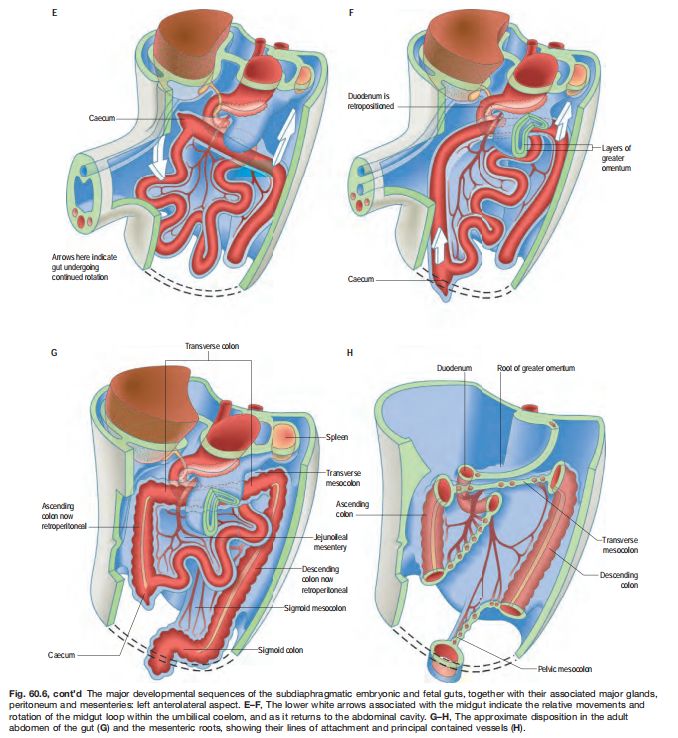 E
Caecum
Arrows here indicate
gut undergoing
continued rotation
F
Duodenum is
retropositioned
Layers of
greater
omentum
Caecum
G
Transverse colon
Spleen
Transverse
mesocolon
Ascending
colon now
retroperitoneal
Jejunoileal
mesentery
Descending
colon now
retroperitoneal
Sigmoid mesocolon
Caecum
Sigmoid colon
H
Duodenum
Root of greater omentum
Ascending
colon
Transverse
mesocolon
Descending
colon
Pelvic mesocolon
Fig. 60.6, cont'd The major developmental sequences of the subdiaphragmatic embryonic and fetal guts, together with their associated major glands,
peritoneum and mesenteries: left anterolateral aspect. E–F, The lower white arrows associated with the midgut indicate the relative movements and
rotation of the midgut loop within the umbilical coelom, and as it returns to the abdominal cavity. G–H, The approximate disposition in the adult
abdomen of the gut (G) and the mesenteric roots, showing their lines of attachment and principal contained vessels (H).